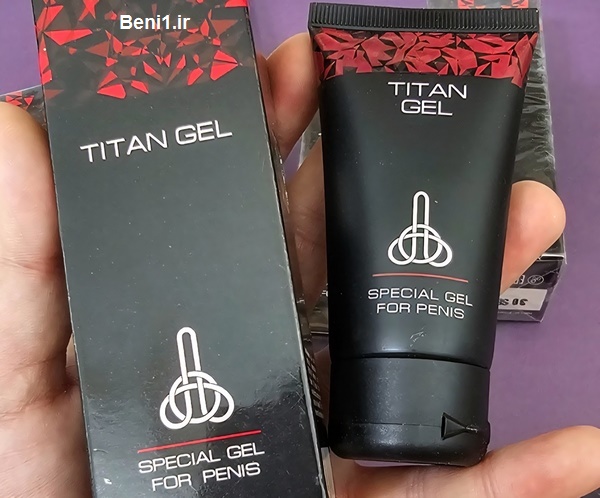 Beni1.ir
TITAN GEL
SPECIAL GEL
FOR PENIS
TITAN
GEL
SPECIAL GEL
FOR PENIS